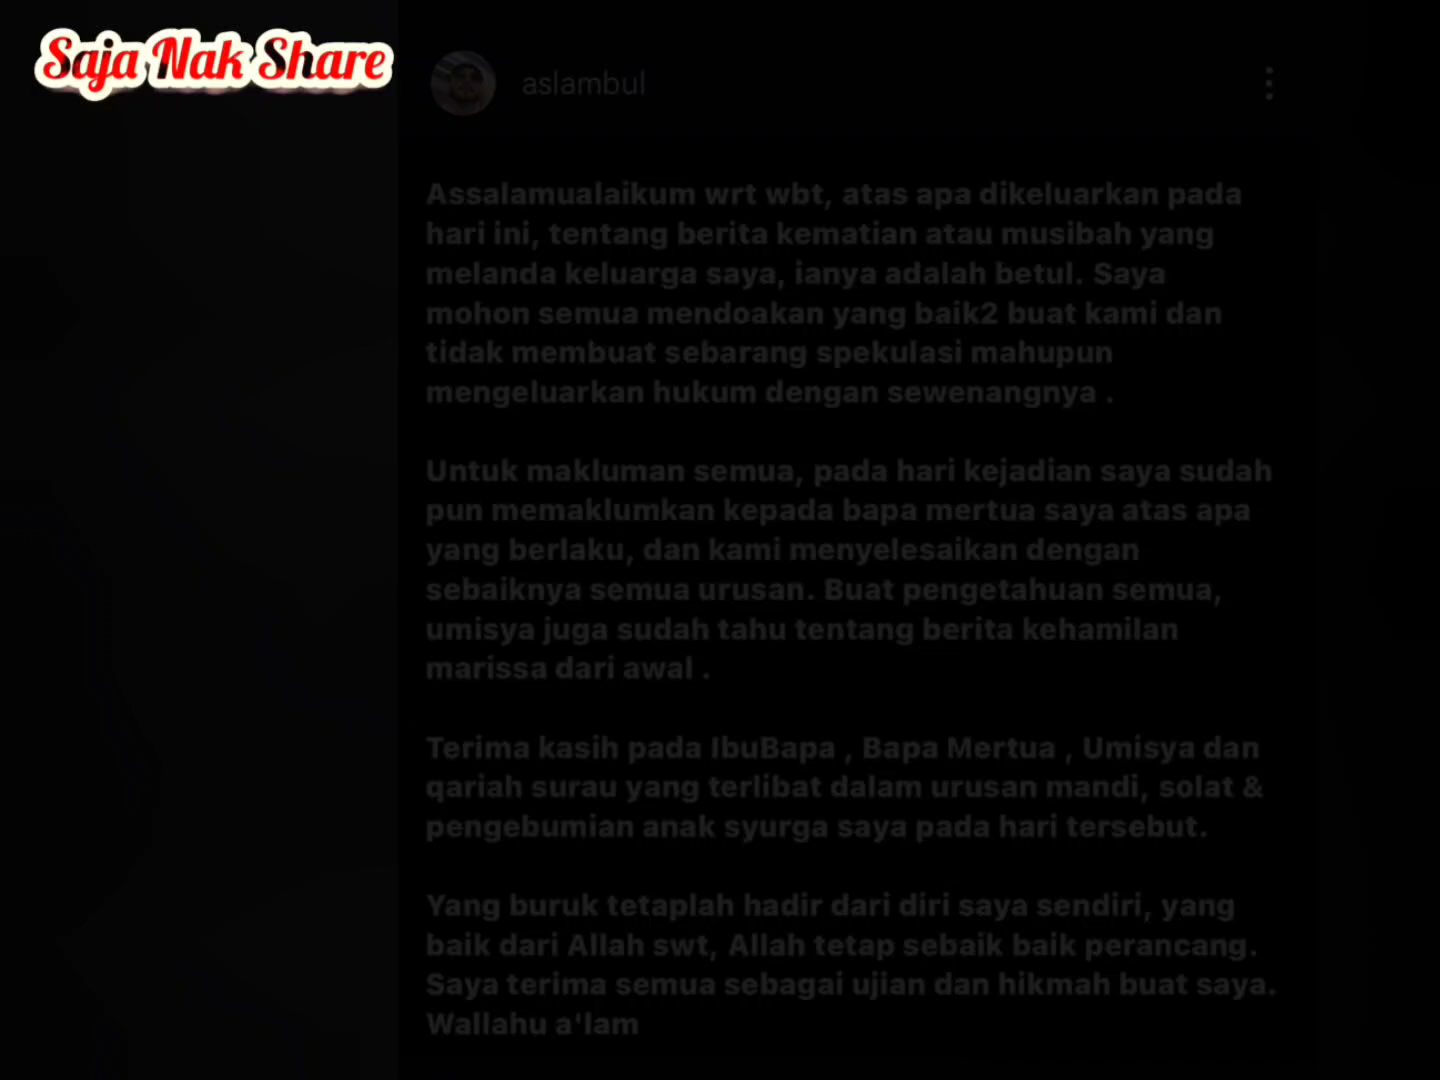 Saja Nak Share
aslambul
Assalamualaikum wrt wbt, atas apa dikeluarkan pada
hari ini, tentang berita kematian atau musibah yang
melanda keluarga saya, ianya adalah betul. Saya
mohon semua mendoakan yang baik2 buat kami dan
tidak membuat sebarang spekulasi mahupun
mengeluarkan hukum dengan sewenangnya .
Untuk makluman semua, pada hari kejadian saya sudah
pun memaklumkan kepada bapa mertua saya atas apa
yang berlaku, dan kami menyelesaikan dengan
sebaiknya semua urusan. Buat pengetahuan semua,
umisya juga sudah tahu tentang berita kehamilan
marissa dari awal .
Terima kasih pada IbuBapa , Bapa Mertua , Umisya dan
qariah surau yang terlibat dalam urusan mandi, solat &
pengebumian anak syurga saya pada hari tersebut.
Yang buruk tetaplah hadir dari diri saya sendiri, yang
baik dari Allah swt, Allah tetap sebaik baik perancang.
Saya terima semua sebagai ujian dan hikmah buat saya.
Wallahu a'lam